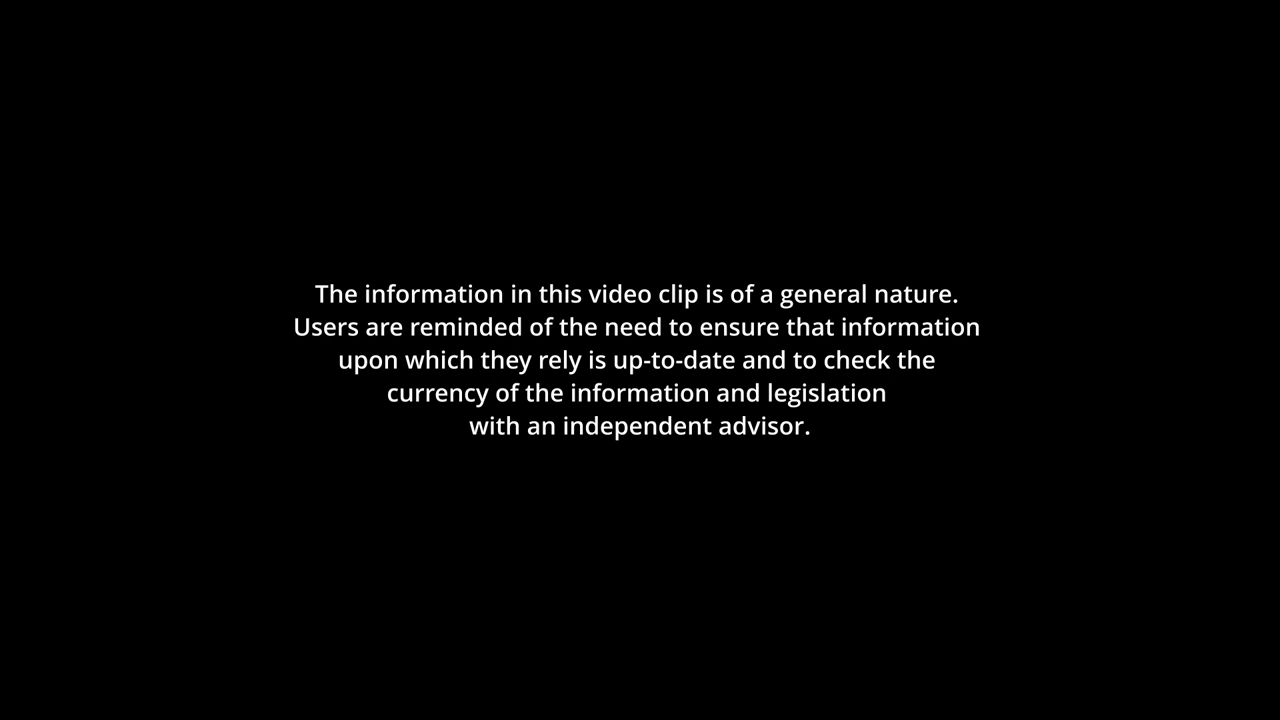 The information in this video clip is of a general nature.
Users are reminded of the need to ensure that information
upon which they rely is up-to-date and to check the
currency of the information and legislation
with an independent advisor.